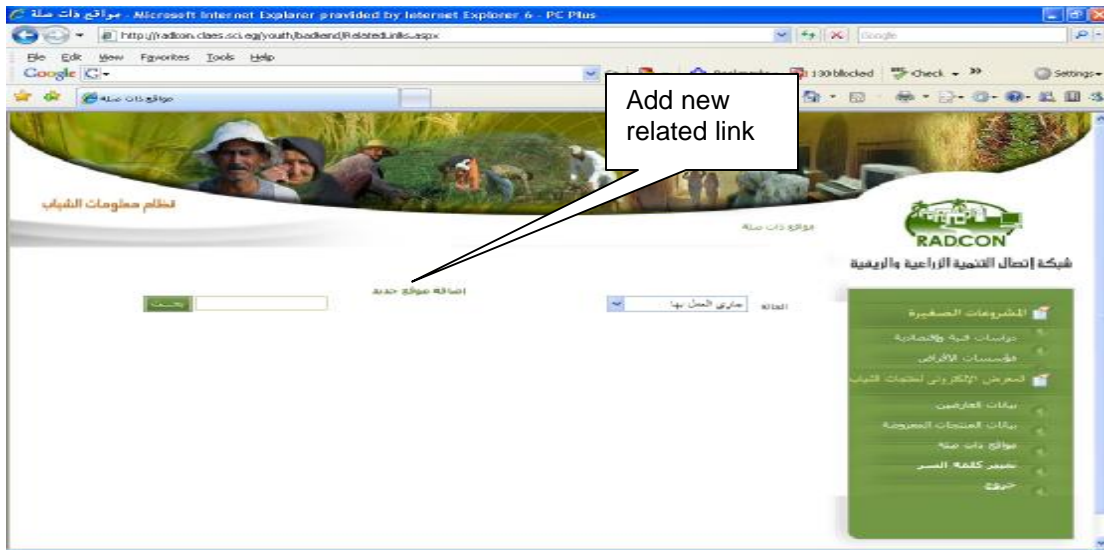 مواقع ذات صلة - Microsoft Internet Explorer provided by Internet Explorer 6 - PC Plus
http://radcon.claes.sci.eg/youth/backend/RelatedLinks.aspx
Google
File Edit View Favorites Tools Help
Google
130 blocked Check Settings
مواقع ذات صلة
Add new
related link
نظام معلومات الشباب
مواقع ذات صلة
RADCON
شبكة إتصال التنمية الزراعية والريفية
اضافة موقع جديد
بحث
الحالة
جاري العمل بها
المشروعات الصغيرة
دراسات فنية واقتصادية
مؤسسات الاقراض
المعرض الإلكتروني لمنتجات الشباب
بيانات العارضين
بيانات المنتجات المعروضة
مواقع ذات صلة
تغيير كلمة السر
خروج